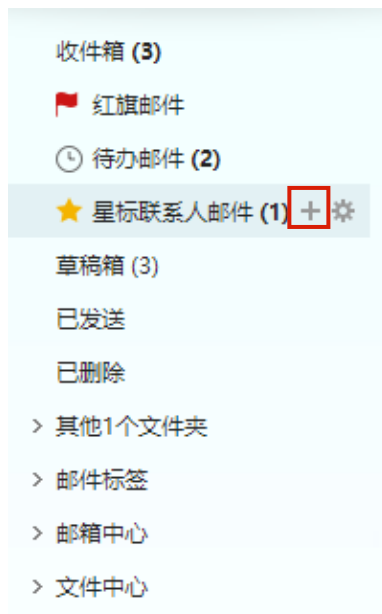 收件箱 (3)
红旗邮件
待办邮件 (2)
星标联系人邮件 (1)
草稿箱 (3)
已发送
已删除
其他1个文件夹
邮件标签
邮箱中心
文件中心